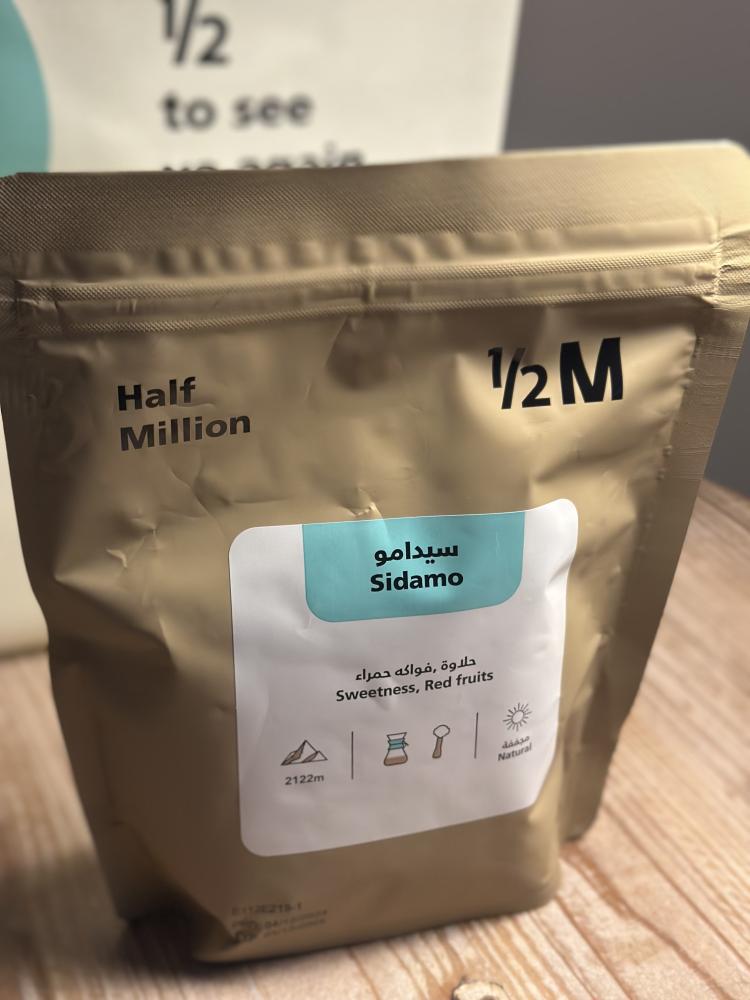 ½
to see
Half
Million
½M
سيدامو
Sidamo
حلاوة ,فواكه حمراء
Sweetness, Red fruits
2122m
مجففة
Natural